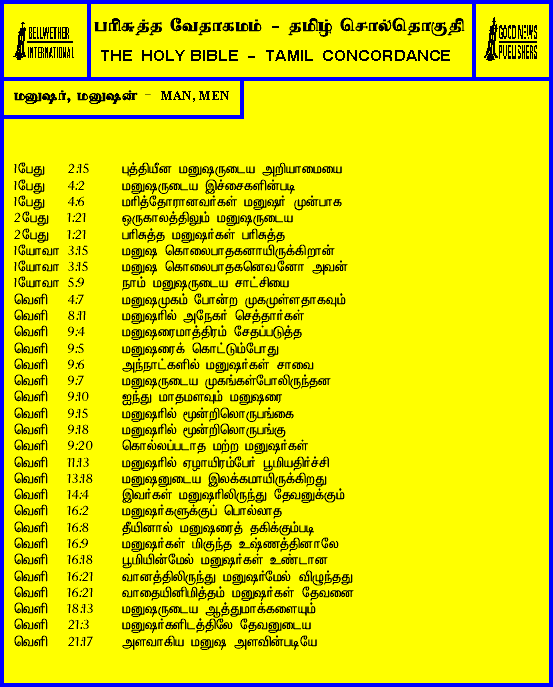 BELLWETHER
INTERNATIONAL
பரிசுத்த வேதாகமம் - தமிழ் சொல்தொகுதி
THE HOLY BIBLE - TAMIL CONCORDANCE
GOOD NEWS
PUBLISHERS
மனுஷர், மனுஷன் - MAN, MEN
1பேது 2:15 புத்தியீன மனுஷருடைய அறியாமையை
1பேது 4:2 மனுஷருடைய இச்சைகளின்படி
1பேது 4:6 மரித்தோரானவர்கள் மனுஷர் முன்பாக
2பேது 1:21 ஒருகாலத்திலும் மனுஷருடைய
2பேது 1:21 பரிசுத்த மனுஷர்கள் பரிசுத்த
1யோவா 3:15 மனுஷ கொலைபாதகனாயிருக்கிறான்
1யோவா 3:15 மனுஷ கொலைபாதகனெவனோ அவன்
1யோவா 5:9 நாம் மனுஷருடைய சாட்சியை
வெளி 4:7 மனுஷமுகம் போன்ற முகமுள்ளதாகவும்
வெளி 8:11 மனுஷரில் அநேகர் செத்தார்கள்
வெளி 9:4 மனுஷரைமாத்திரம் சேதப்படுத்த
வெளி 9:5 மனுஷரைக் கொட்டும்போது
வெளி 9:6 அந்நாட்களில் மனுஷர்கள் சாவை
வெளி 9:7 மனுஷருடைய முகங்கள்போலிருந்தன
வெளி 9:10 ஐந்து மாதமளவும் மனுஷரை
வெளி 9:15 மனுஷரில் மூன்றிலொருபங்கை
வெளி 9:18 மனுஷரில் மூன்றிலொருபங்கு
வெளி 9:20 கொல்லப்படாத மற்ற மனுஷர்கள்
வெளி 11:13 மனுஷரில் ஏழாயிரம்பேர் பூமியதிர்ச்சி
வெளி 13:18 மனுஷனுடைய இலக்கமாயிருக்கிறது
வெளி 14:4 இவர்கள் மனுஷரிலிருந்து தேவனுக்கும்
வெளி 16:2 மனுஷர்களுக்குப் பொல்லாத
வெளி 16:8 தீயினால் மனுஷரைத் தகிக்கும்படி
வெளி 16:9 மனுஷர்கள் மிகுந்த உஷ்ணத்தினாலே
வெளி 16:18 பூமியின்மேல் மனுஷர்கள் உண்டான
வெளி 16:21 வானத்திலிருந்து மனுஷர்மேல் விழுந்தது
வெளி 16:21 வாதையினிமித்தம் மனுஷர்கள் தேவனை
வெளி 18:13 மனுஷருடைய ஆத்துமாக்களையும்
வெளி 21:3 மனுஷர்களிடத்திலே தேவனுடைய
வெளி 21:17 அளவாகிய மனுஷ அளவின்படியே